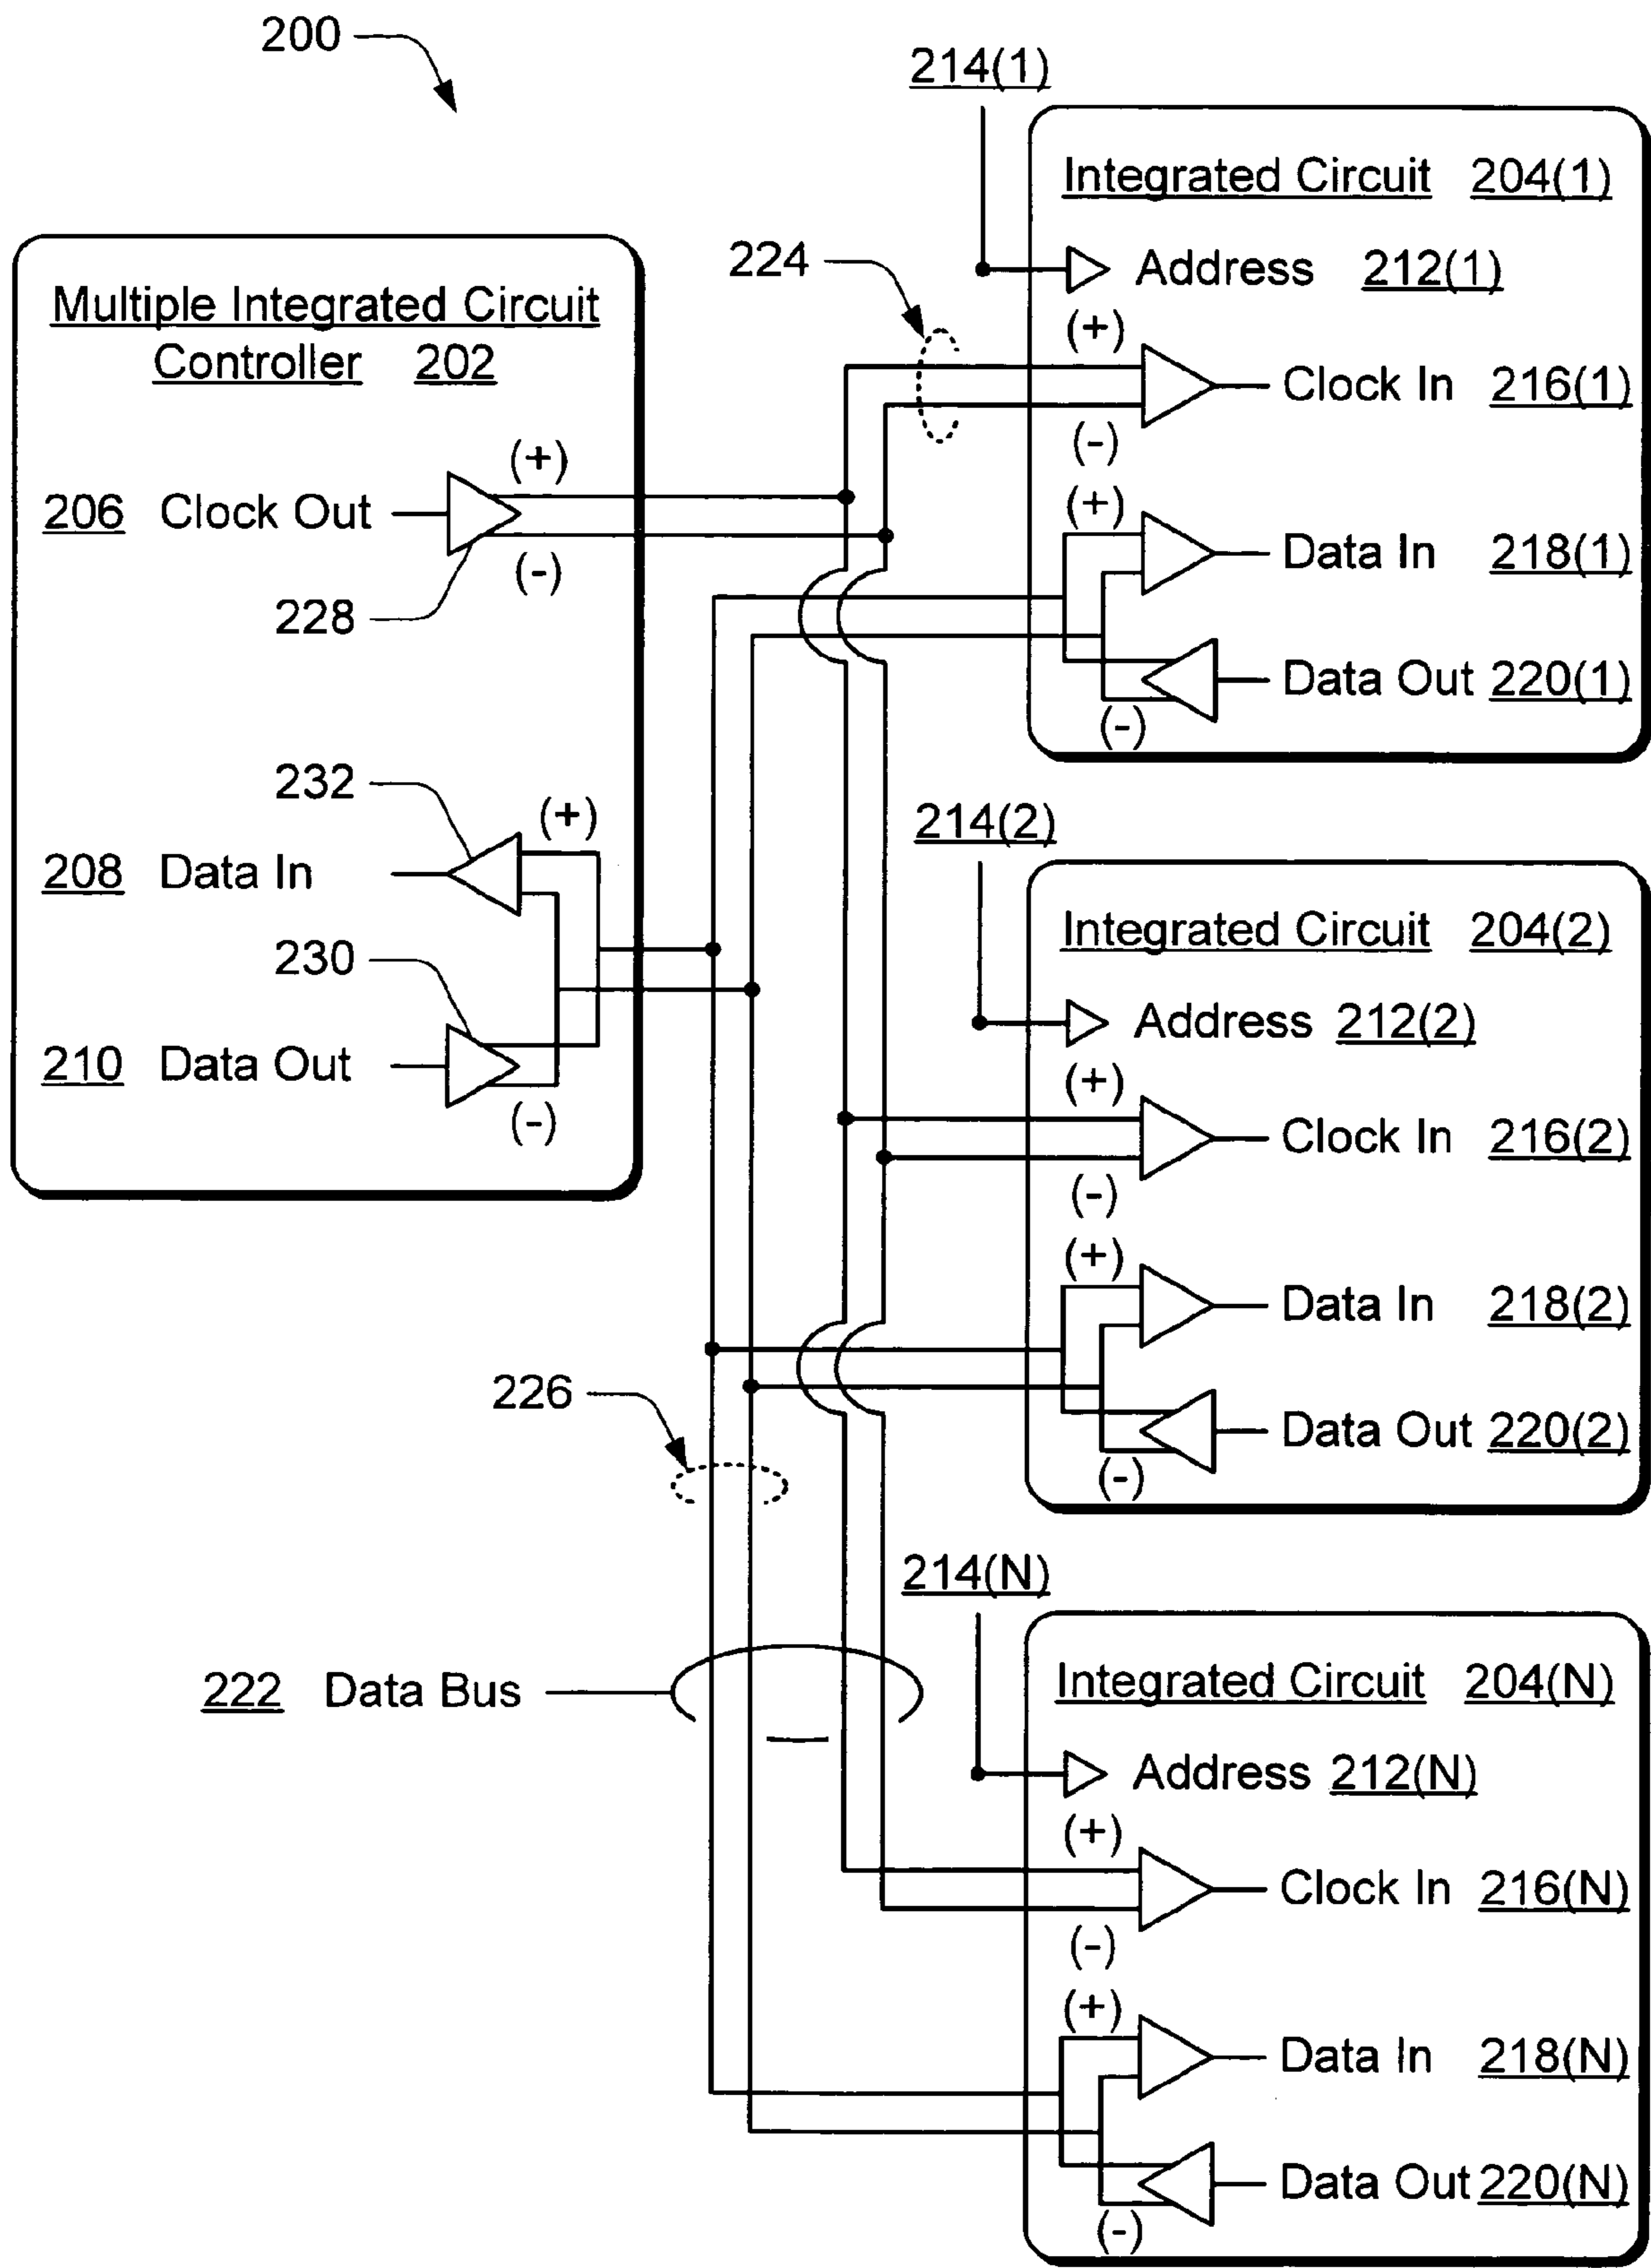 200
Multiple Integrated Circuit
Controller 202
(+)
206 Clock Out
(-)
228
232
(+)
208 Data In
230
210 Data Out
(-)
224
226
222 Data Bus
214(1)
Integrated Circuit 204(1)
Address 212(1)
(+)
Clock In 216(1)
(-)
(+)
Data In 218(1)
Data Out 220(1)
(-)
214(2)
Integrated Circuit 204(2)
Address 212(2)
(+)
Clock In 216(2)
(-)
(+)
Data In 218(2)
Data Out 220(2)
(-)
214(N)
Integrated Circuit 204(N)
Address 212(N)
(+)
Clock In 216(N)
(-)
(+)
Data In 218(N)
Data Out 220(N)
(-)